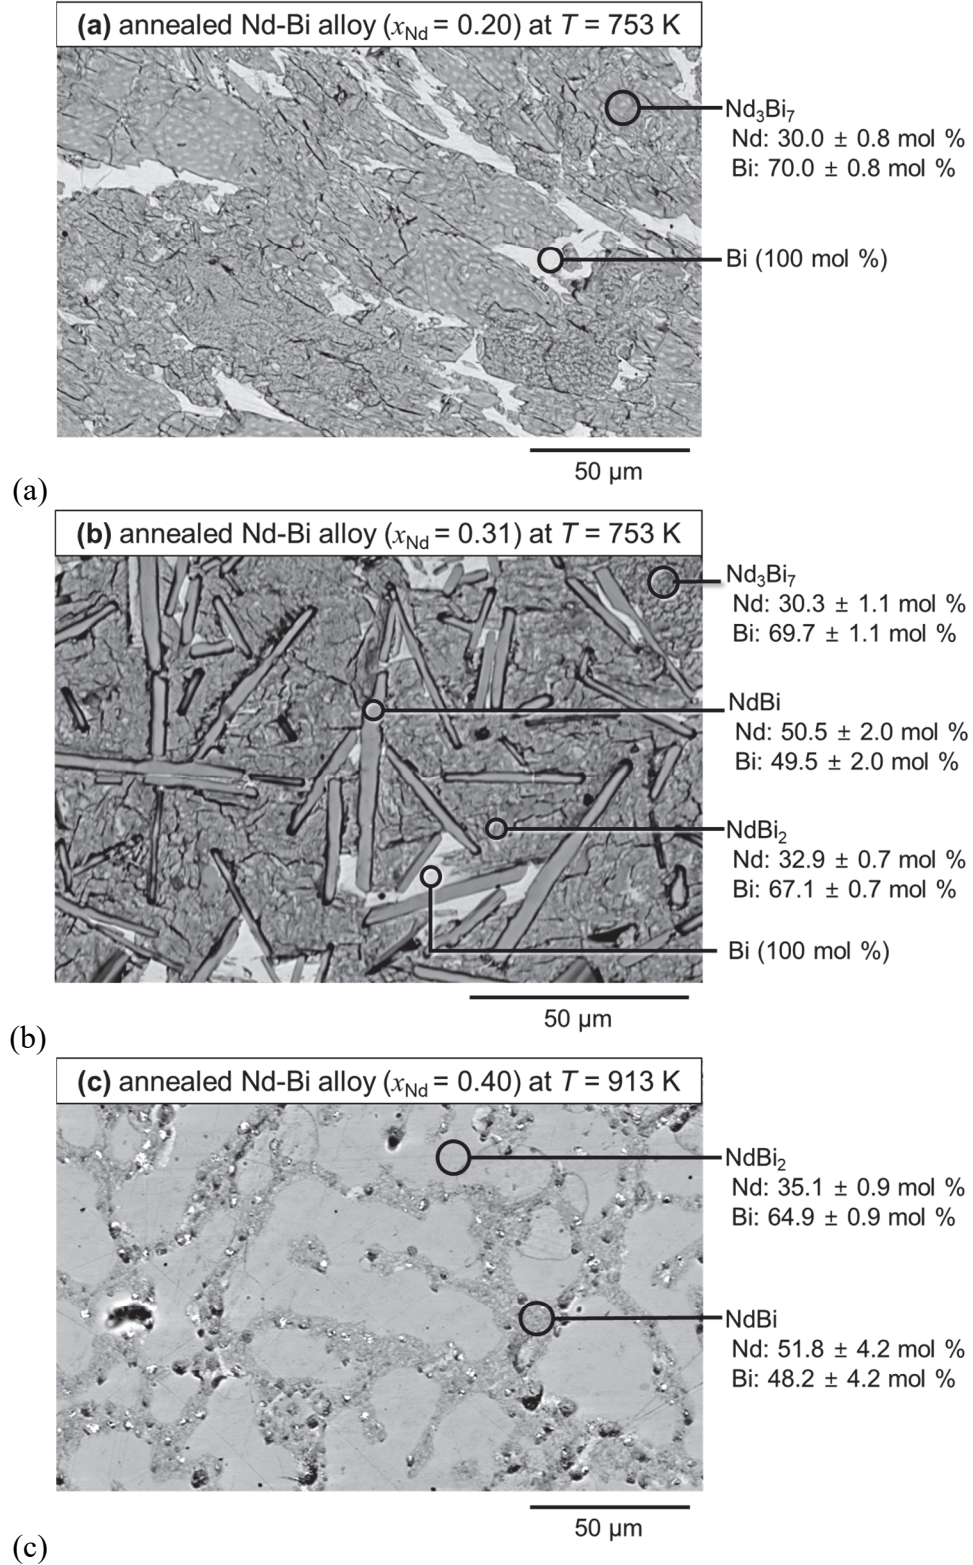 (a) annealed Nd-Bi alloy (xNd = 0.20) at T = 753 K
Nd3Bi7
Nd: 30.0 ± 0.8 mol %
Bi: 70.0 ± 0.8 mol %
Bi (100 mol %)
50 μm
(a)
(b) annealed Nd-Bi alloy (xNd = 0.31) at T = 753 K
Nd3Bi7
Nd: 30.3 ± 1.1 mol %
Bi: 69.7 ± 1.1 mol %
NdBi
Nd: 50.5 ± 2.0 mol %
Bi: 49.5 ± 2.0 mol %
NdBi2
Nd: 32.9 ± 0.7 mol %
Bi: 67.1 ± 0.7 mol %
Bi (100 mol %)
50 μm
(b)
(c) annealed Nd-Bi alloy (xNd = 0.40) at T = 913 K
NdBi2
Nd: 35.1 ± 0.9 mol %
Bi: 64.9 ± 0.9 mol %
NdBi
Nd: 51.8 ± 4.2 mol %
Bi: 48.2 ± 4.2 mol %
50 μm
(c)